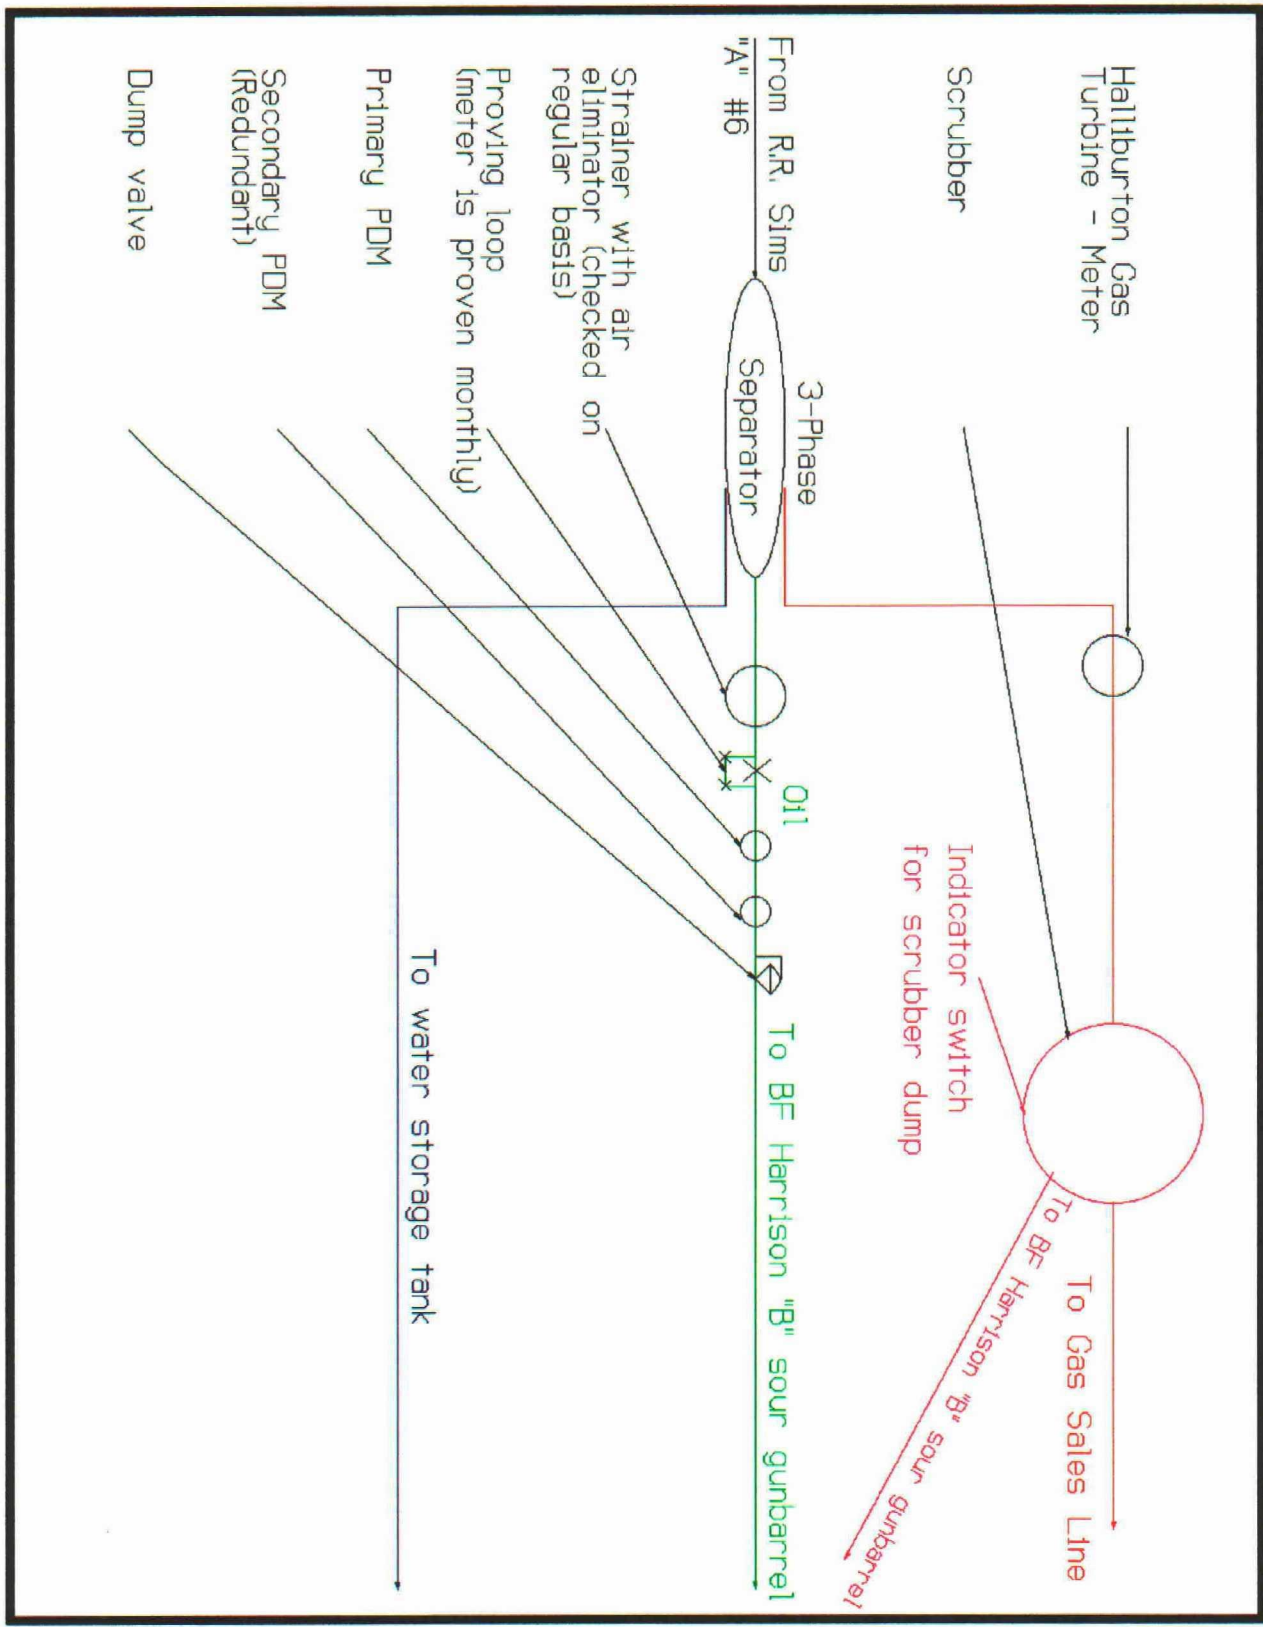 Halliburton Gas
Turbine - Meter
Scrubber
From R.R. Sims
"A" #6
Strainer with air
eliminator (checked on
regular basis)
Proving loop
(meter is proven monthly)
Primary PDM
Secondary PDM
(Redundant)
Dump valve
3-Phase
Separator
Oil
Indicator switch
for scrubber dump
To Gas Sales Line
To BF Harrison "B" sour gunbarrel
To BF Harrison "B" sour gunbarrel
To water storage tank